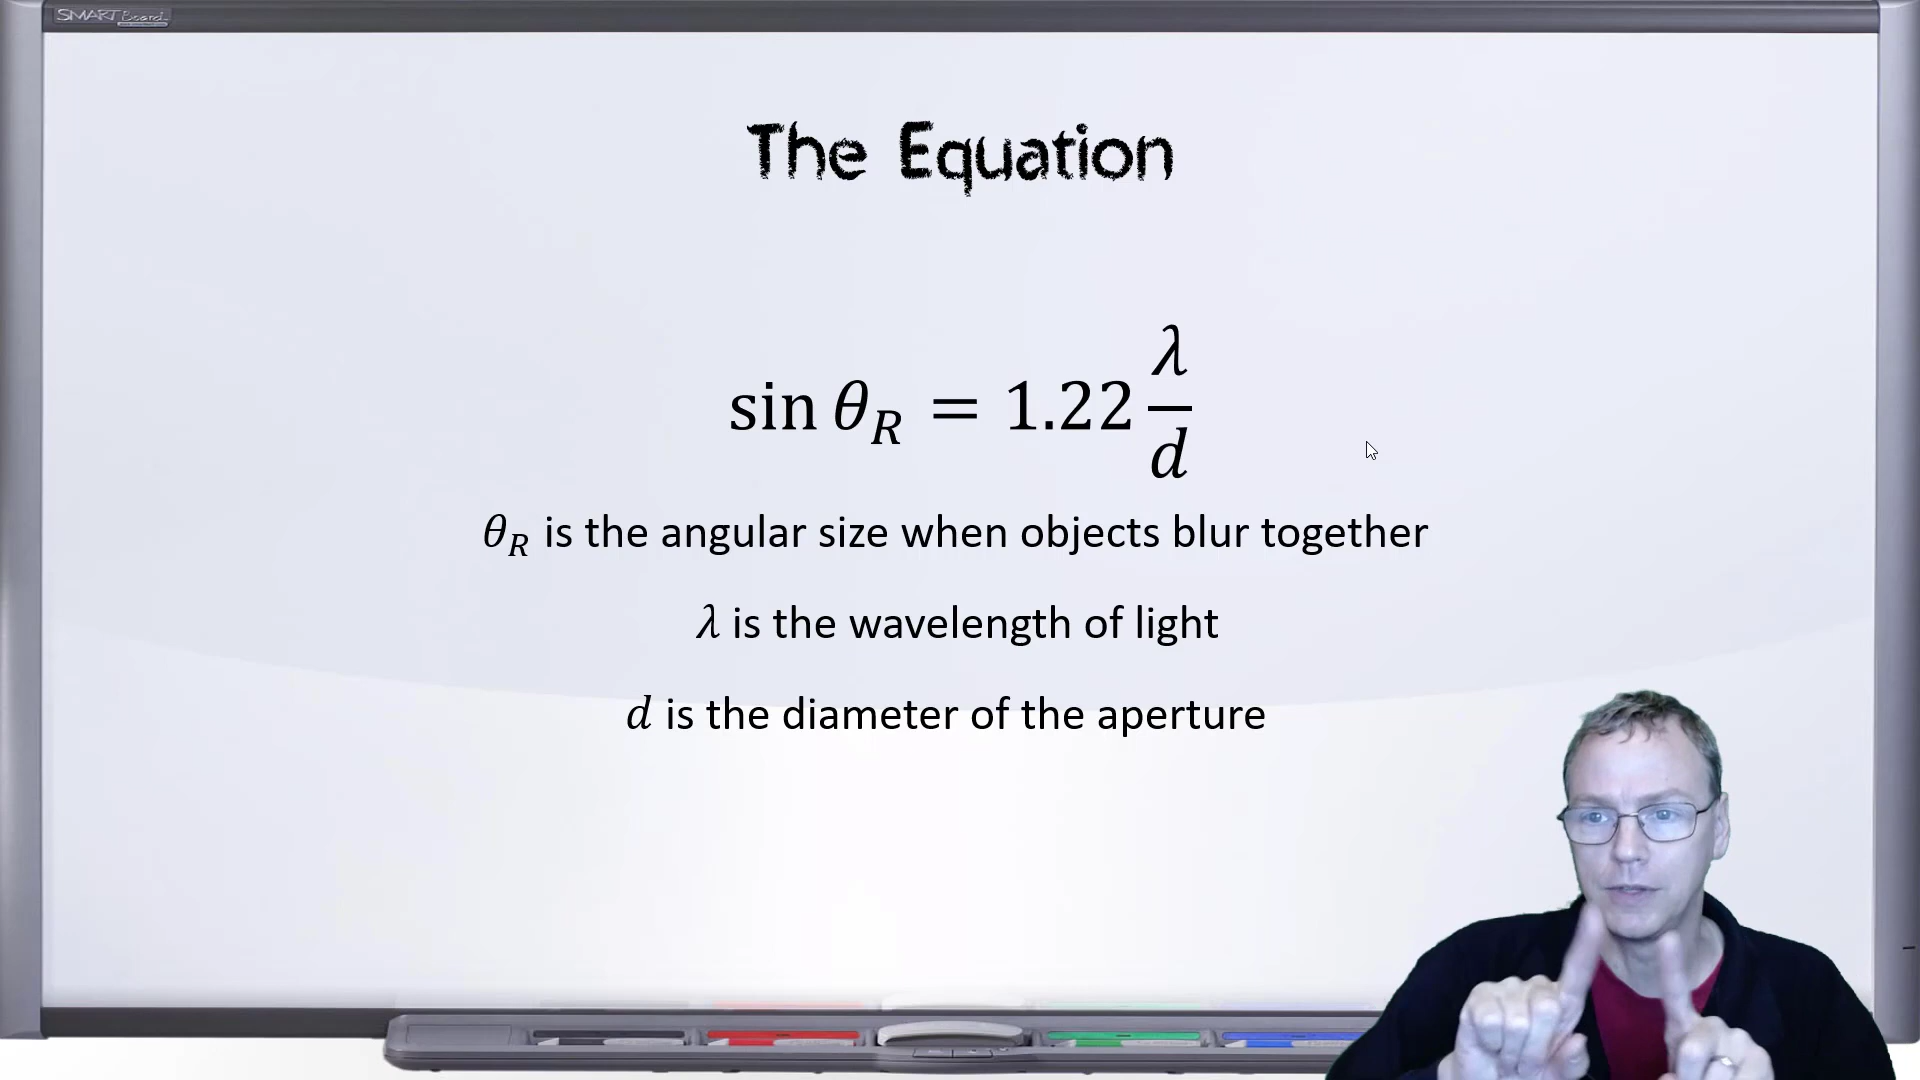 SMART Board
The Equation
sin θ_R = 1.22 λ/d
θ_R is the angular size when objects blur together
λ is the wavelength of light
d is the diameter of the aperture